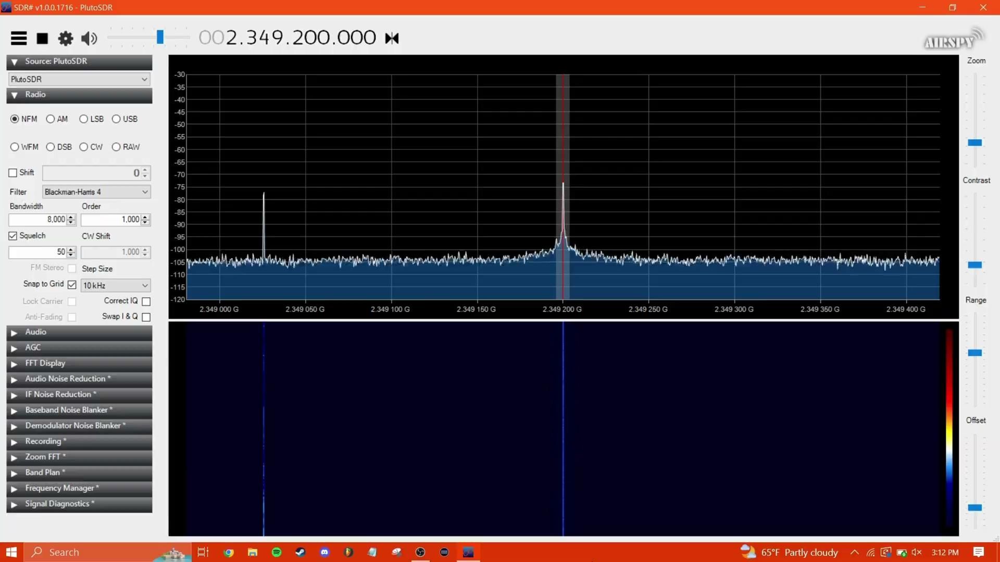 SDR# v1.0.0.1716 - PlutoSDR
002.349.200.000
AIRSPY
Source: PlutoSDR
PlutoSDR
Radio
NFM AM LSB USB
WFM DSB CW RAW
Shift 0
Filter Blackman-Harris 4
Bandwidth Order
8,000 1,000
Squelch CW Shift
50 1,000
FM Stereo Step Size
Snap to Grid 10 kHz
Lock Carrier Correct IQ
Anti-Fading Swap I & Q
Audio
AGC
FFT Display
Audio Noise Reduction *
IF Noise Reduction *
Baseband Noise Blanker *
Demodulator Noise Blanker *
Recording *
Zoom FFT *
Band Plan *
Frequency Manager *
Signal Diagnostics *
-30
-35
-40
-45
-50
-55
-60
-65
-70
-75
-80
-85
-90
-95
-100
-105
-110
-115
-120
2.349 000 G 2.349 050 G 2.349 100 G 2.349 150 G 2.349 200 G 2.349 250 G 2.349 300 G 2.349 350 G 2.349 400 G
Zoom
Contrast
Range
Offset
Search
65°F Partly cloudy
3:12 PM